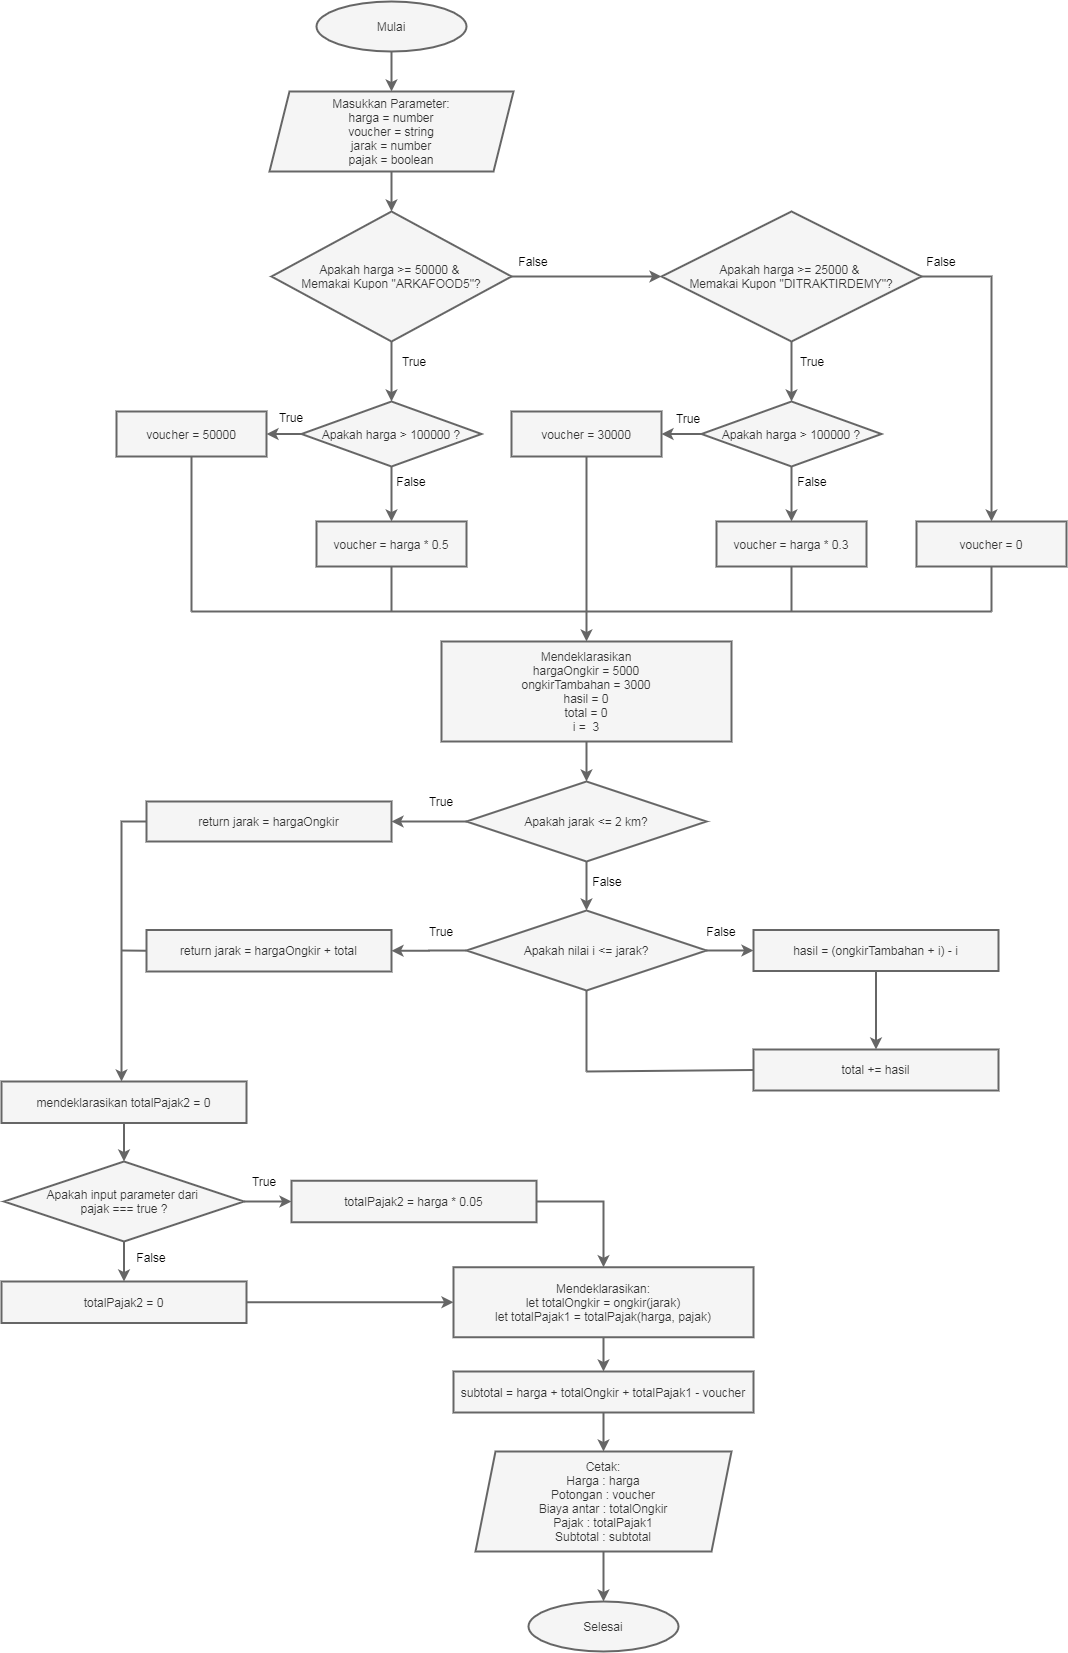 Mulai
Masukkan Parameter:
harga = number
voucher = string
jarak = number
pajak = boolean
Apakah harga >= 50000 &
Memakai Kupon "ARKAFOOD5"?
False
Apakah harga >= 25000 &
Memakai Kupon "DITRAKTIRDEMY"?
False
True
True
voucher = 50000
True
Apakah harga > 100000 ?
voucher = 30000
True
Apakah harga > 100000 ?
False
False
voucher = harga * 0.5
voucher = harga * 0.3
voucher = 0
Mendeklarasikan
hargaOngkir = 5000
ongkirTambahan = 3000
hasil = 0
total = 0
i =  3
return jarak = hargaOngkir
True
Apakah jarak <= 2 km?
False
return jarak = hargaOngkir + total
True
Apakah nilai i <= jarak?
False
hasil = (ongkirTambahan + i) - i
total += hasil
mendeklarasikan totalPajak2 = 0
Apakah input parameter dari
pajak === true ?
True
totalPajak2 = harga * 0.05
False
totalPajak2 = 0
Mendeklarasikan:
let totalOngkir = ongkir(jarak)
let totalPajak1 = totalPajak(harga, pajak)
subtotal = harga + totalOngkir + totalPajak1 - voucher
Cetak:
Harga : harga
Potongan : voucher
Biaya antar : totalOngkir
Pajak : totalPajak1
Subtotal : subtotal
Selesai